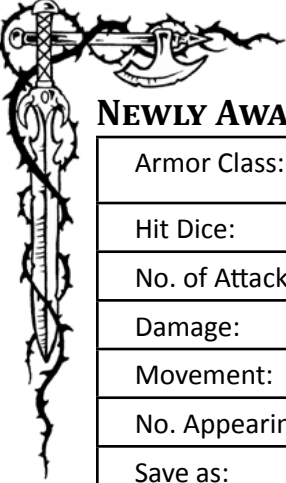 NEWLY AWA
Armor Class:
Hit Dice:
No. of Attack
Damage:
Movement:
No. Appearin
Save as: